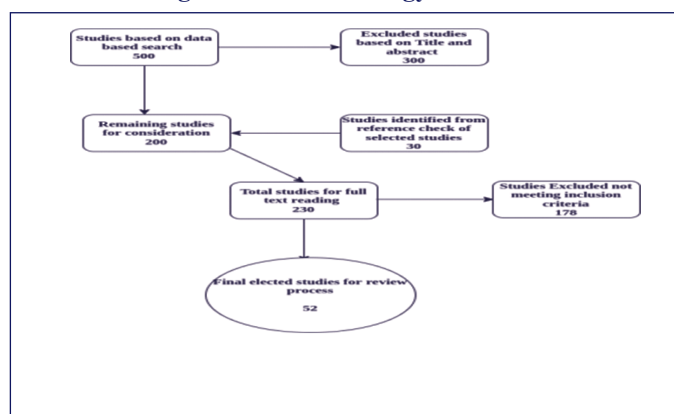 Studies based on data
based search
500
Excluded studies
based on Title and
abstract
300
Remaining studies
for consideration
200
Studies identified from
reference check of
selected studies
30
Total studies for full
text reading
230
Studies Excluded not
meeting inclusion
criteria
178
Final elected studies for review
process
52